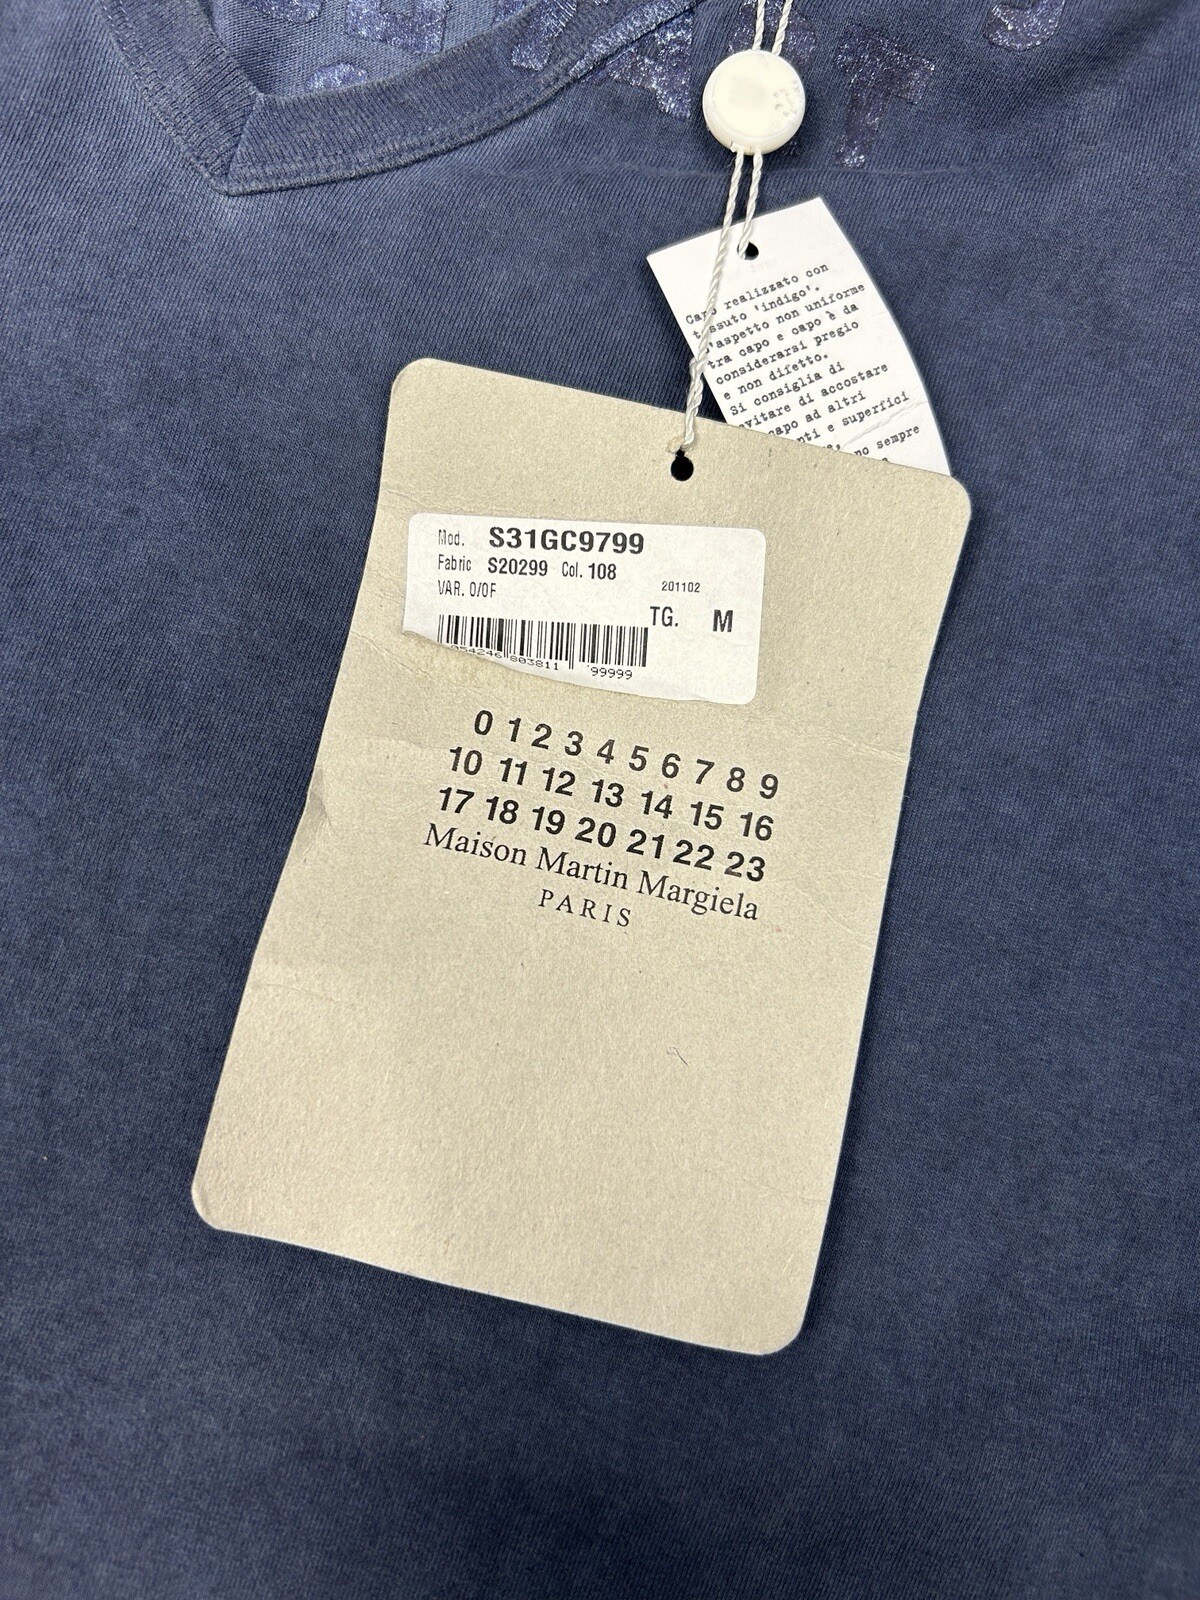 Capo realizzato con
tessuto 'indigo'.
L'aspetto non uniforme
tra capo e capo è da
considerarsi pregio
e non difetto.
Si consiglia di
evitare di accostare
capo ad altri
e superfici
no sempre
Mod. S31GC9799
Fabric S20299 Col. 108
VAR. 0/0F
201102
TG. M
054246 803811 99999
0 1 2 3 4 5 6 7 8 9
10 11 12 13 14 15 16
17 18 19 20 21 22 23
Maison Martin Margiela
PARIS